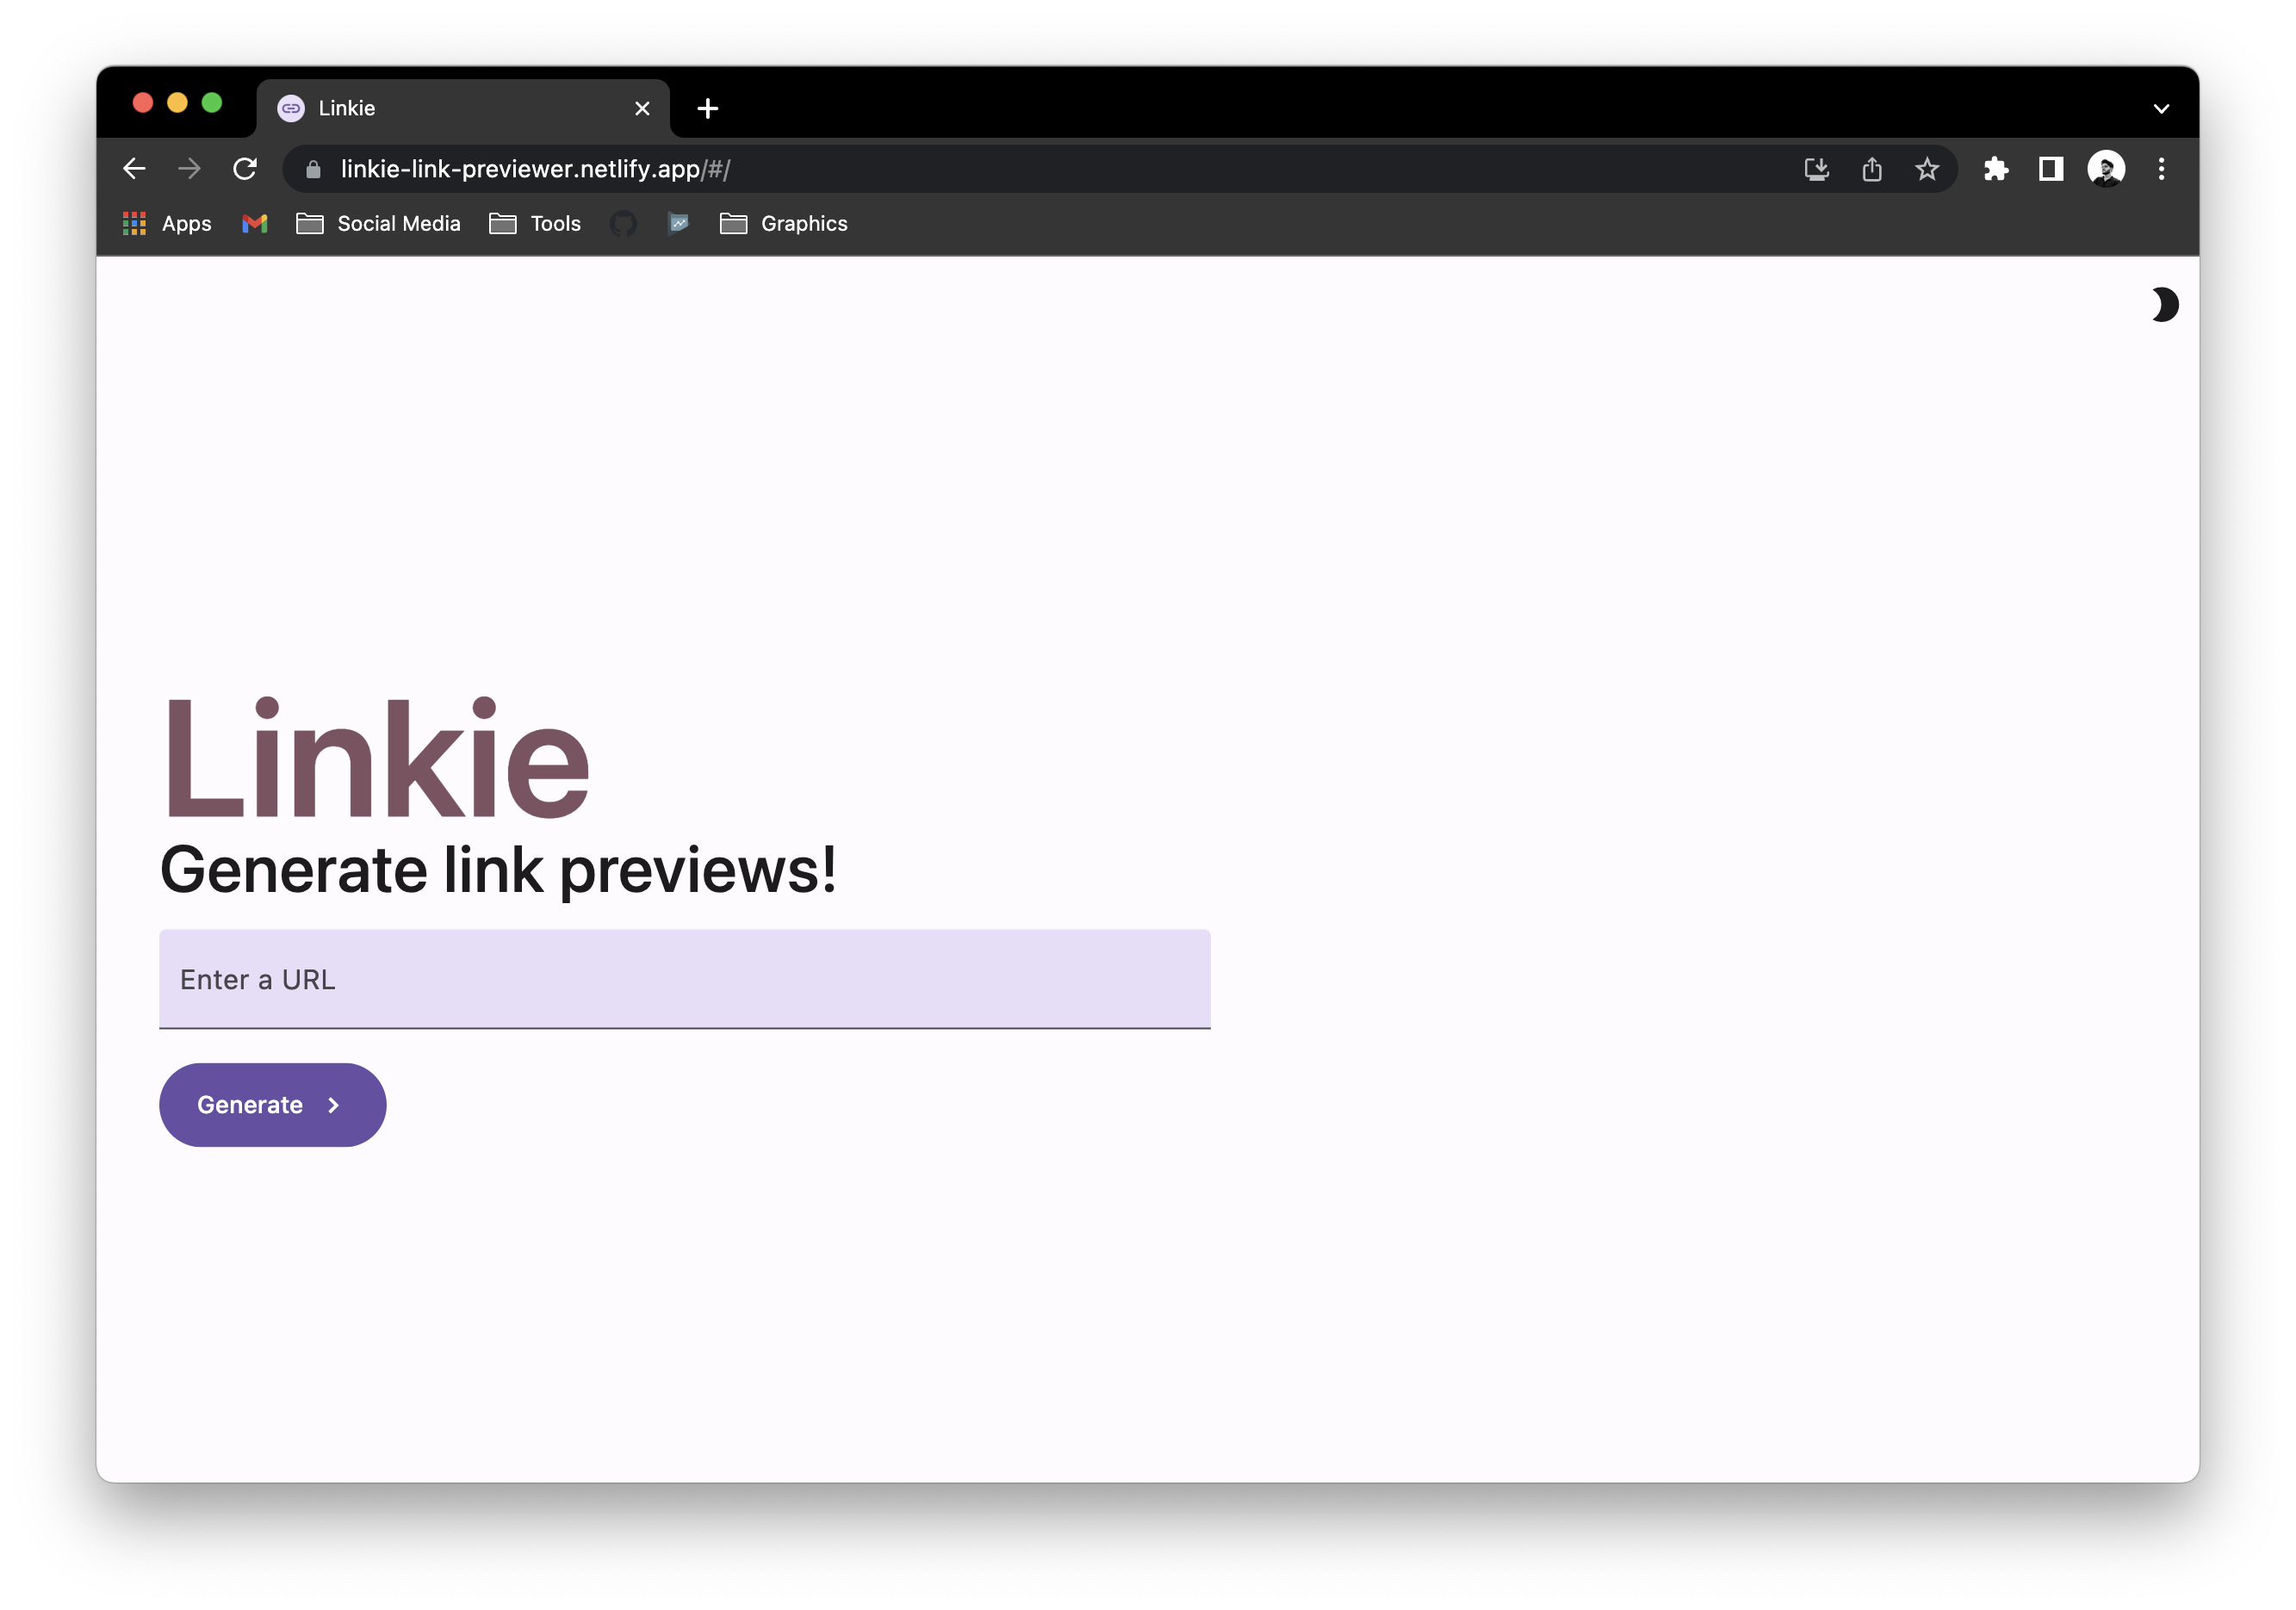 Linkie
linkie-link-previewer.netlify.app/#/
Apps Social Media Tools Graphics
Linkie
Generate link previews!
Enter a URL
Generate